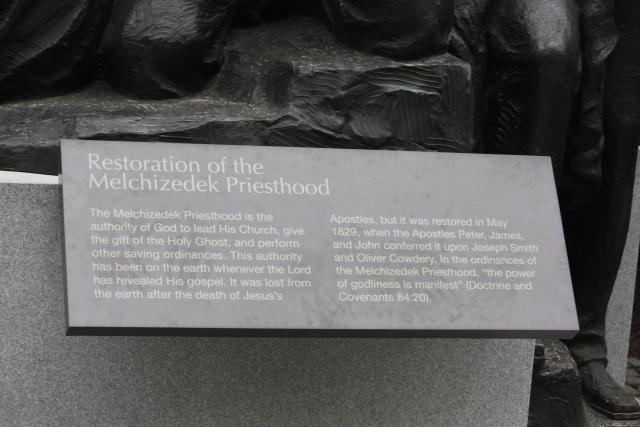 Restoration of the
Melchizedek Priesthood
The Melchizedek Priesthood is the
authority of God to lead His Church, give
the gift of the Holy Ghost, and perform
other saving ordinances. This authority
has been on the earth whenever the Lord
has revealed His gospel. It was lost from
the earth after the death of Jesus's
Apostles, but it was restored in May
1829, when the Apostles Peter, James,
and John conferred it upon Joseph Smith
and Oliver Cowdery. In the ordinances of
the Melchizedek Priesthood, "the power
of godliness is manifest" (Doctrine and
Covenants 84:20).